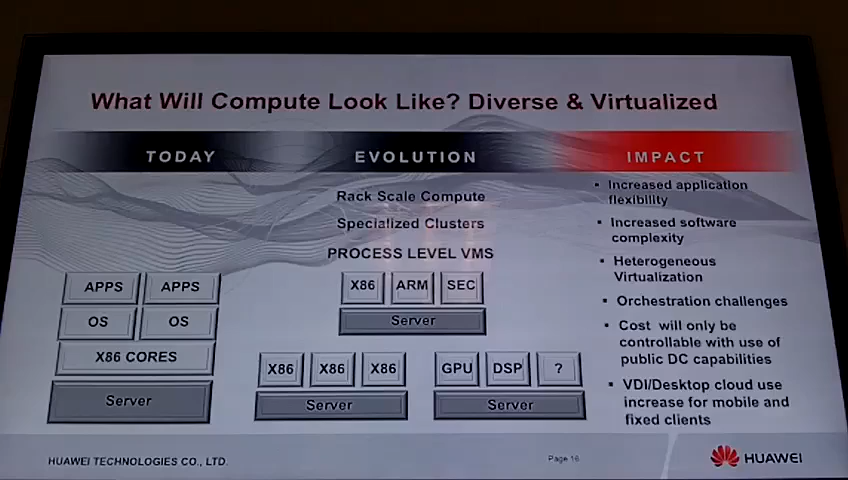 What Will Compute Look Like? Diverse & Virtualized
TODAY
EVOLUTION
IMPACT
Rack Scale Compute
Specialized Clusters
PROCESS LEVEL VMS
APPS APPS
OS OS
X86 CORES
Server
X86 ARM SEC
Server
X86 X86 X86
Server
GPU DSP ?
Server
▪ Increased application
flexibility
▪ Increased software
complexity
▪ Heterogeneous
Virtualization
▪ Orchestration challenges
▪ Cost will only be
controllable with use of
public DC capabilities
▪ VDI/Desktop cloud use
increase for mobile and
fixed clients
HUAWEI TECHNOLOGIES CO., LTD.
Page 16
HUAWEI